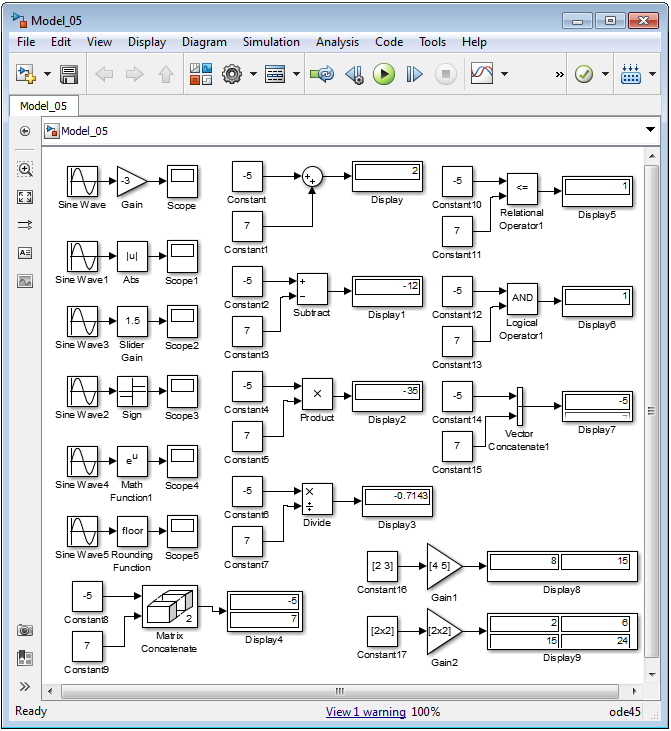 Model_05
File Edit View Display Diagram Simulation Analysis Code Tools Help
»
Model_05
Model_05
-3
Sine Wave
Gain
Scope
|u|
Sine Wave1
Abs
Scope1
1.5
Sine Wave3
Slider
Gain
Scope2
Sine Wave2
Sign
Scope3
e^u
Sine Wave4
Math
Function1
Scope4
floor
Sine Wave5
Rounding
Function
Scope5
-5
Constant8
7
Constant9
2
Matrix
Concatenate
-5
7
Display4
-5
Constant
7
Constant1
+
+
2
Display
-5
Constant2
7
Constant3
+
−
Subtract
-12
Display1
-5
Constant4
7
Constant5
×
Product
-35
Display2
-5
Constant6
7
Constant7
×
÷
Divide
-0.7143
Display3
-5
Constant10
7
Constant11
<=
Relational
Operator1
1
Display5
-5
Constant12
7
Constant13
AND
Logical
Operator1
1
Display6
-5
Constant14
7
Constant15
Vector
Concatenate1
-5
7
Display7
[2 3]
Constant16
[4 5]
Gain1
8
15
Display8
[2x2]
Constant17
[2x2]
Gain2
2
6
15
24
Display9
»
Ready
View 1 warning
100%
ode45